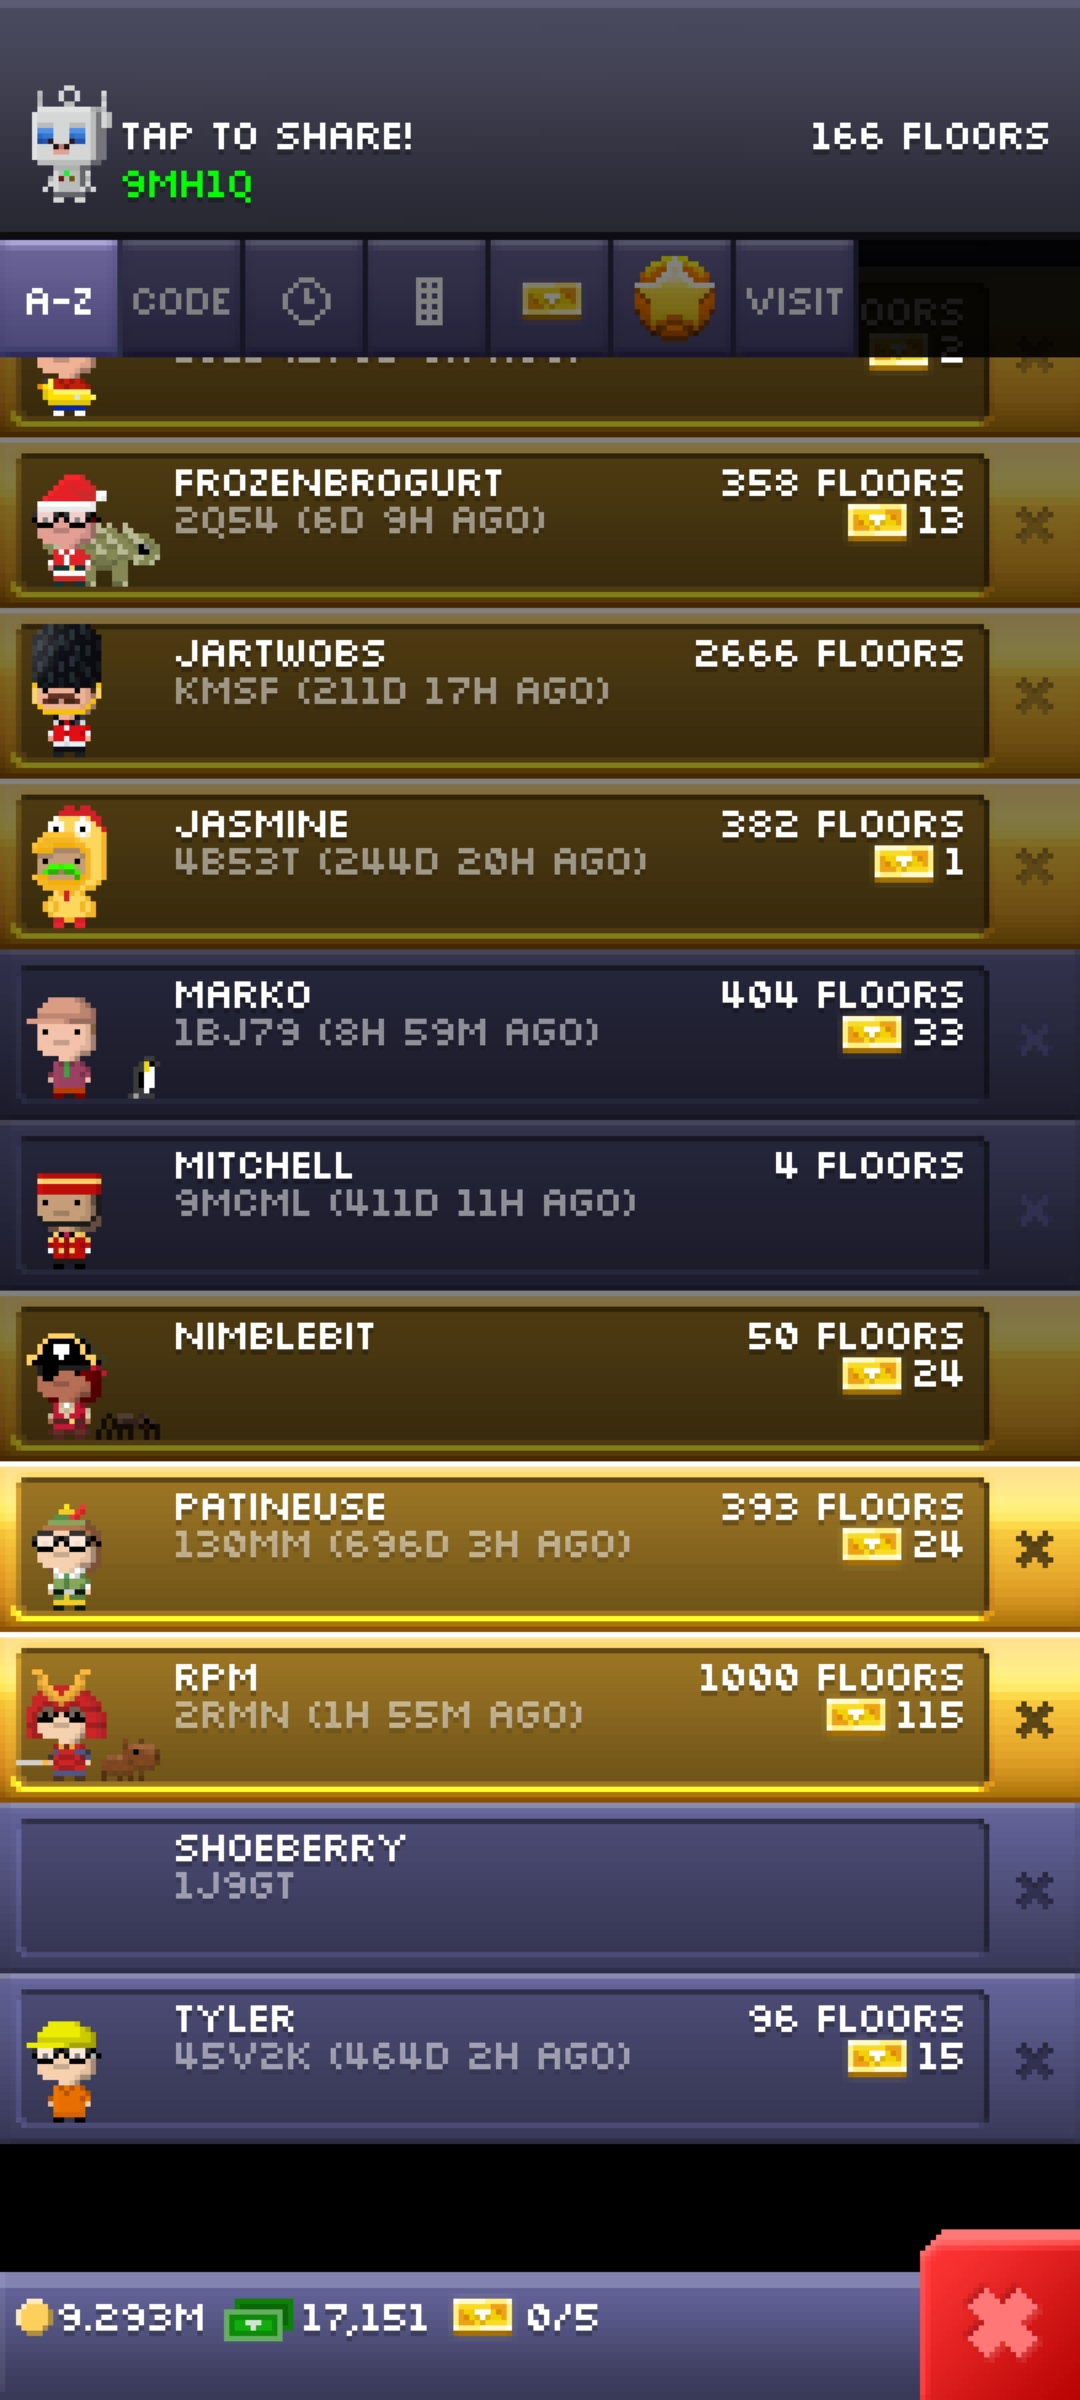 TAP TO SHARE!
166 FLOORS
9MH1Q
A-Z
CODE
VISIT
2
FROZENBROGURT
358 FLOORS
2Q54 (6D 9H AGO)
13
JARTWOBS
2666 FLOORS
KMSF (211D 17H AGO)
JASMINE
382 FLOORS
4B53T (244D 20H AGO)
1
MARKO
404 FLOORS
1BJ79 (8H 59M AGO)
33
MITCHELL
4 FLOORS
9MCML (411D 11H AGO)
NIMBLEBIT
50 FLOORS
24
PATINEUSE
393 FLOORS
130MM (696D 3H AGO)
24
RPM
1000 FLOORS
2RMN (1H 55M AGO)
115
SHOEBERRY
1J9GT
TYLER
96 FLOORS
45V2K (464D 2H AGO)
15
9.293M
17,151
0/5